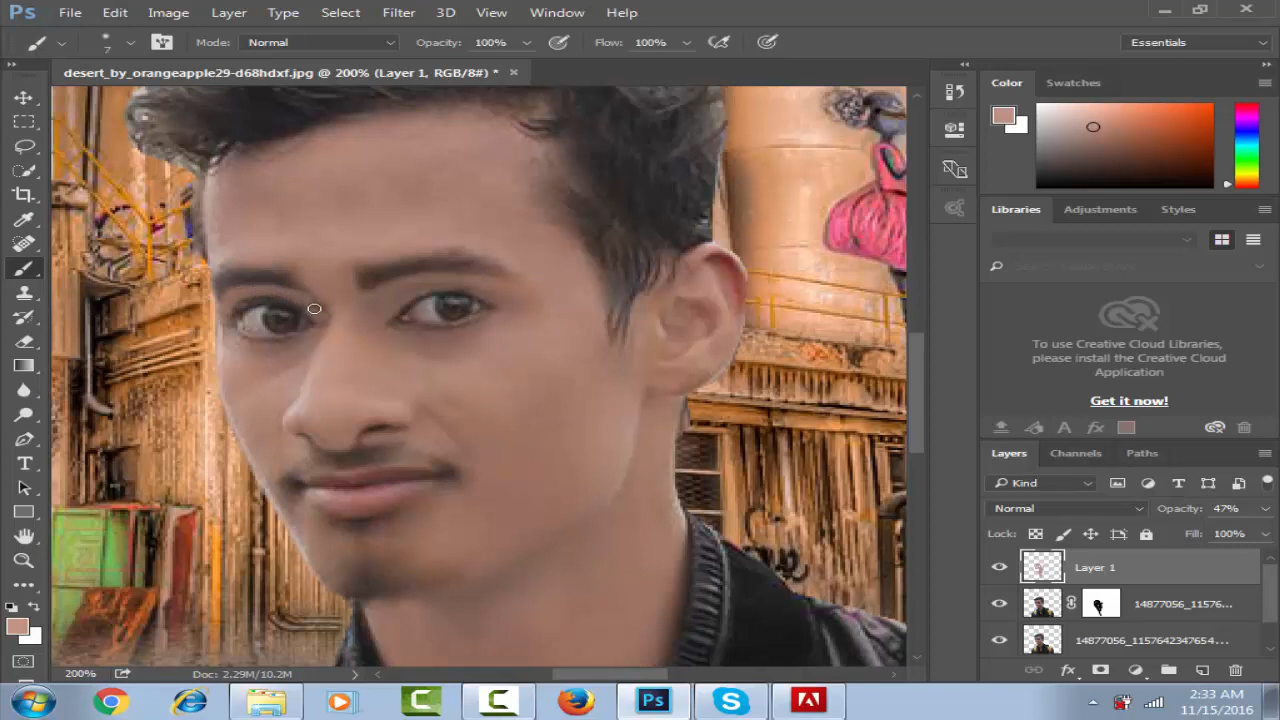 Ps File Edit Image Layer Type Select Filter 3D View Window Help
7 Mode: Normal Opacity: 100% Flow: 100% Essentials
desert_by_orangeapple29-d68hdxf.jpg @ 200% (Layer 1, RGB/8#) *
Color Swatches
Libraries Adjustments Styles
To use Creative Cloud Libraries,
please install the Creative Cloud
Application
Get it now!
Layers Channels Paths
Kind
Normal Opacity: 47%
Lock: Fill: 100%
Layer 1
14877056_11576...
14877056_1157642347654...
200% Doc: 2.29M/10.2M
Ps
2:33 AM
11/15/2016